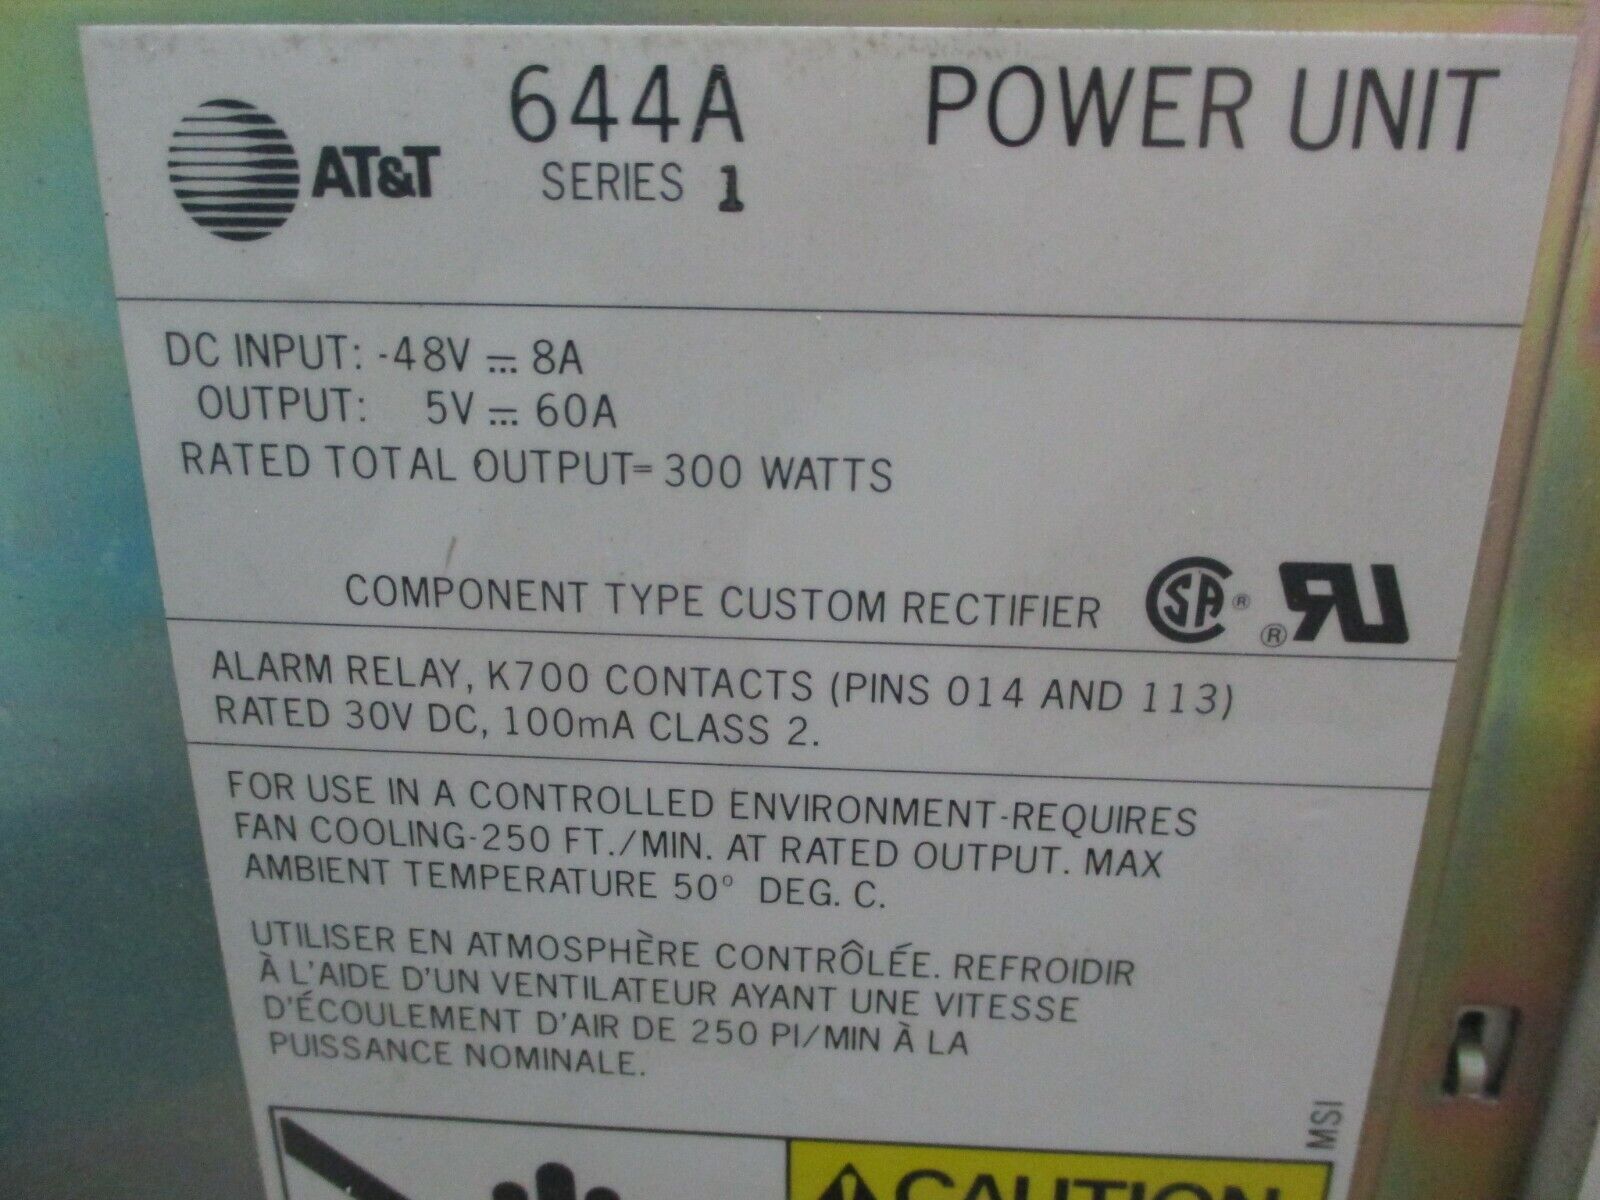 AT&T 644A POWER UNIT
SERIES 1
DC INPUT: -48V ⎓ 8A
OUTPUT: 5V ⎓ 60A
RATED TOTAL OUTPUT= 300 WATTS
COMPONENT TYPE CUSTOM RECTIFIER SA ® ® RU
ALARM RELAY, K700 CONTACTS (PINS 014 AND 113)
RATED 30V DC, 100mA CLASS 2.
FOR USE IN A CONTROLLED ENVIRONMENT-REQUIRES
FAN COOLING-250 FT./MIN. AT RATED OUTPUT. MAX
AMBIENT TEMPERATURE 50° DEG. C.
UTILISER EN ATMOSPHÈRE CONTRÔLÉE. REFROIDIR
À L'AIDE D'UN VENTILATEUR AYANT UNE VITESSE
D'ÉCOULEMENT D'AIR DE 250 PI/MIN À LA
PUISSANCE NOMINALE.
MSI
CAUTION